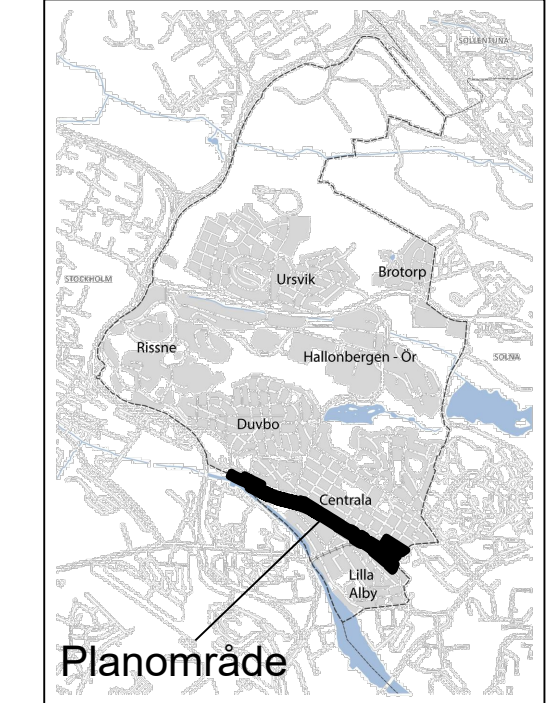 SOLLENTUNA
STOCKHOLM
Ursvik
Brotorp
Rissne
Hallonbergen - Ör
SOLNA
Duvbo
Centrala
Lilla
Alby
Planområde